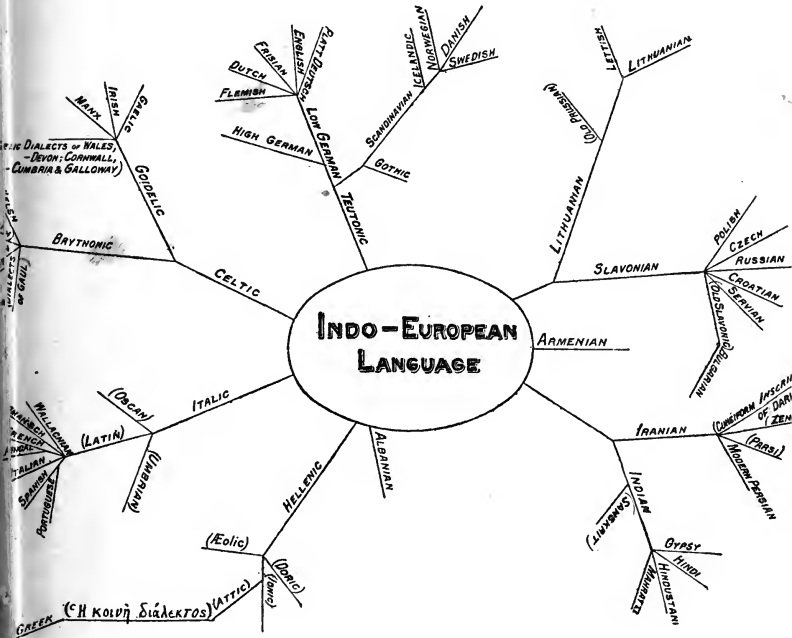 INDO-EUROPEAN
LANGUAGE
TEUTONIC
LOW GERMAN
HIGH GERMAN
FLEMISH
DUTCH
FRISIAN
ENGLISH
PLATT DEUTSCH
SCANDINAVIAN
ICELANDIC
NORWEGIAN
DANISH
SWEDISH
GOTHIC
LITHUANIAN
(OLD PRUSSIAN)
LETTISH
LITHUANIAN
SLAVONIAN
POLISH
CZECH
RUSSIAN
CROATIAN
SERVIAN
(OLD SLAVONIC)
BULGARIAN
ARMENIAN
IRANIAN
(CUNEIFORM
OF
(PARSI)
MODERN PERSIAN
INDIAN
(SANSKRIT)
GYPSY
HINDI
HINDUSTANI
MAHRATTI
ALBANIAN
HELLENIC
(ÆOLIC)
(DORIC)
(IONIC)
(ATTIC)
(Ἡ κοινὴ διάλεκτος)
GREEK
ITALIC
(OSCAN)
(UMBRIAN)
(LATIN)
WALLACHIAN
FRENCH
ITALIAN
SPANISH
PORTUGUESE
CELTIC
GOIDELIC
GAELIC
IRISH
MANX
DIALECTS OF WALES,
-DEVON; CORNWALL,
-CUMBRIA & GALLOWAY)
BRYTHONIC
(DIALECTS
OF GAUL)